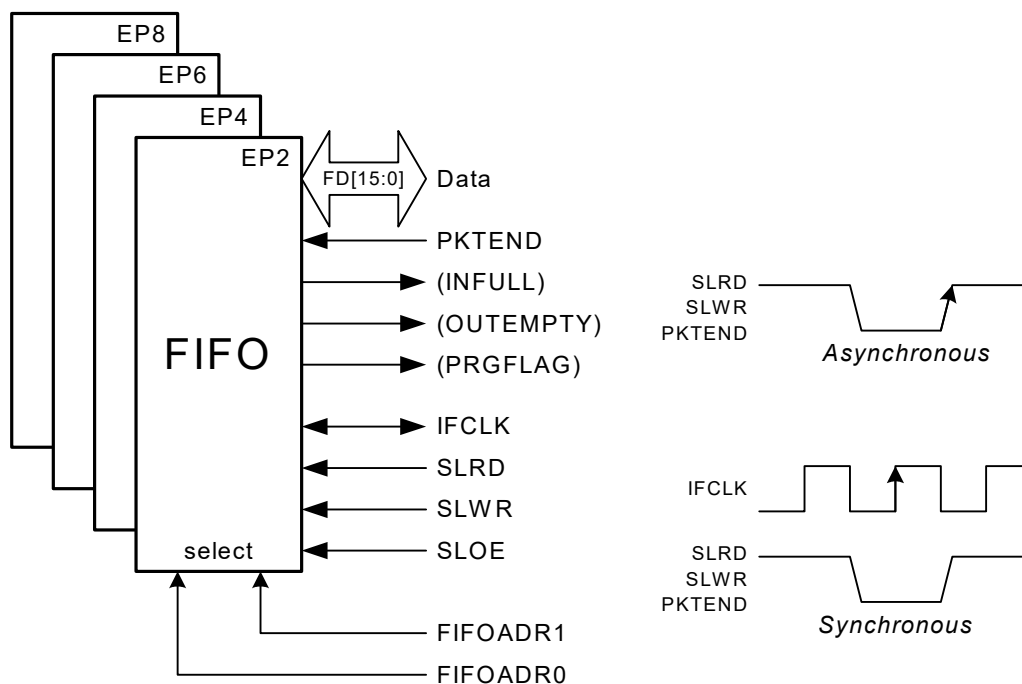 EP8
EP6
EP4
EP2
FD[15:0]
Data
PKTEND
(INFULL)
(OUTEMPTY)
(PRGFLAG)
FIFO
IFCLK
SLRD
SLWR
SLOE
select
FIFOADR1
FIFOADR0
SLRD
SLWR
PKTEND
Asynchronous
IFCLK
SLRD
SLWR
PKTEND
Synchronous